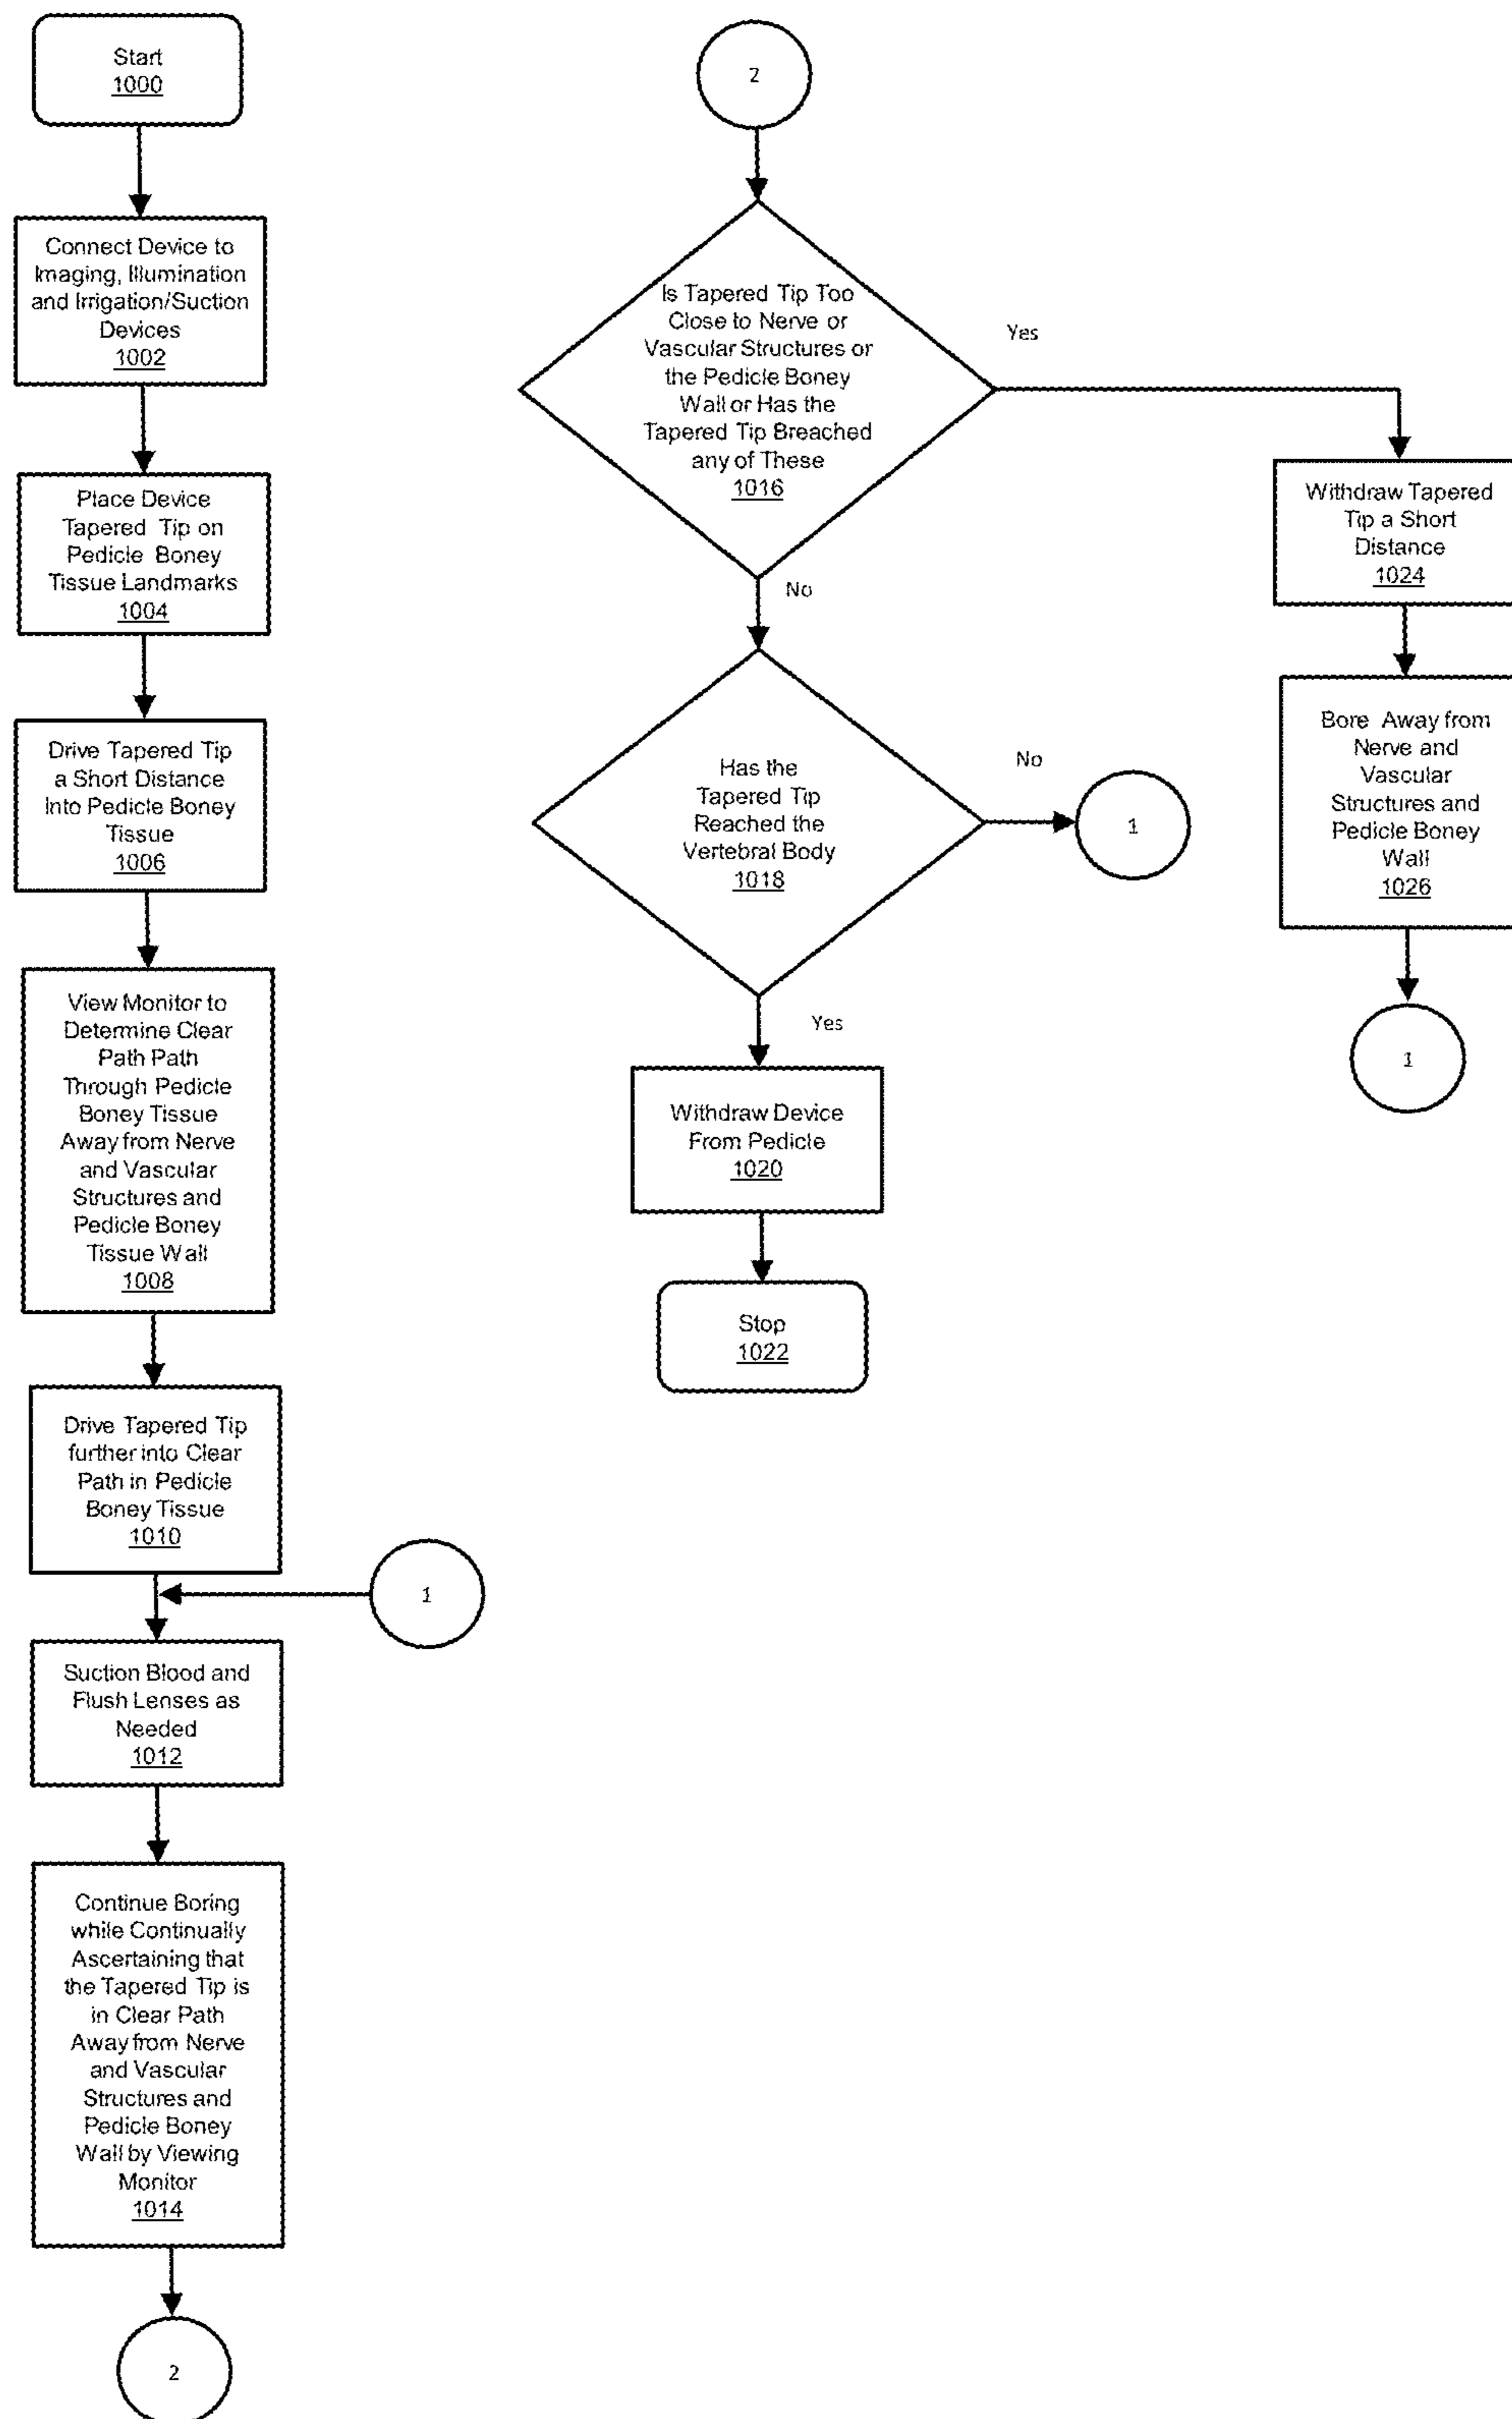 Start
1000
Connect Device to
Imaging, Illumination
and Irrigation/Suction
Devices
1002
Place Device
Tapered Tip on
Pedicle Boney
Tissue Landmarks
1004
Drive Tapered Tip
a Short Distance
Into Pedicle Boney
Tissue
1006
View Monitor to
Determine Clear
Path Path
Through Pedicle
Boney Tissue
Away from Nerve
and Vascular
Structures and
Pedicle Boney
Tissue Wall
1008
Drive Tapered Tip
further into Clear
Path in Pedicle
Boney Tissue
1010
1
Suction Blood and
Flush Lenses as
Needed
1012
Continue Boring
while Continually
Ascertaining that
the Tapered Tip is
in Clear Path
Away from Nerve
and Vascular
Structures and
Pedicle Boney
Wall by Viewing
Monitor
1014
2
2
Is Tapered Tip Too
Close to Nerve or
Vascular Structures or
the Pedicle Boney
Wall or Has the
Tapered Tip Breached
any of These
1016
Yes
No
Has the
Tapered Tip
Reached the
Vertebral Body
1018
No
1
Yes
Withdraw Device
From Pedicle
1020
Stop
1022
Withdraw Tapered
Tip a Short
Distance
1024
Bore Away from
Nerve and
Vascular
Structures and
Pedicle Boney
Wall
1026
1